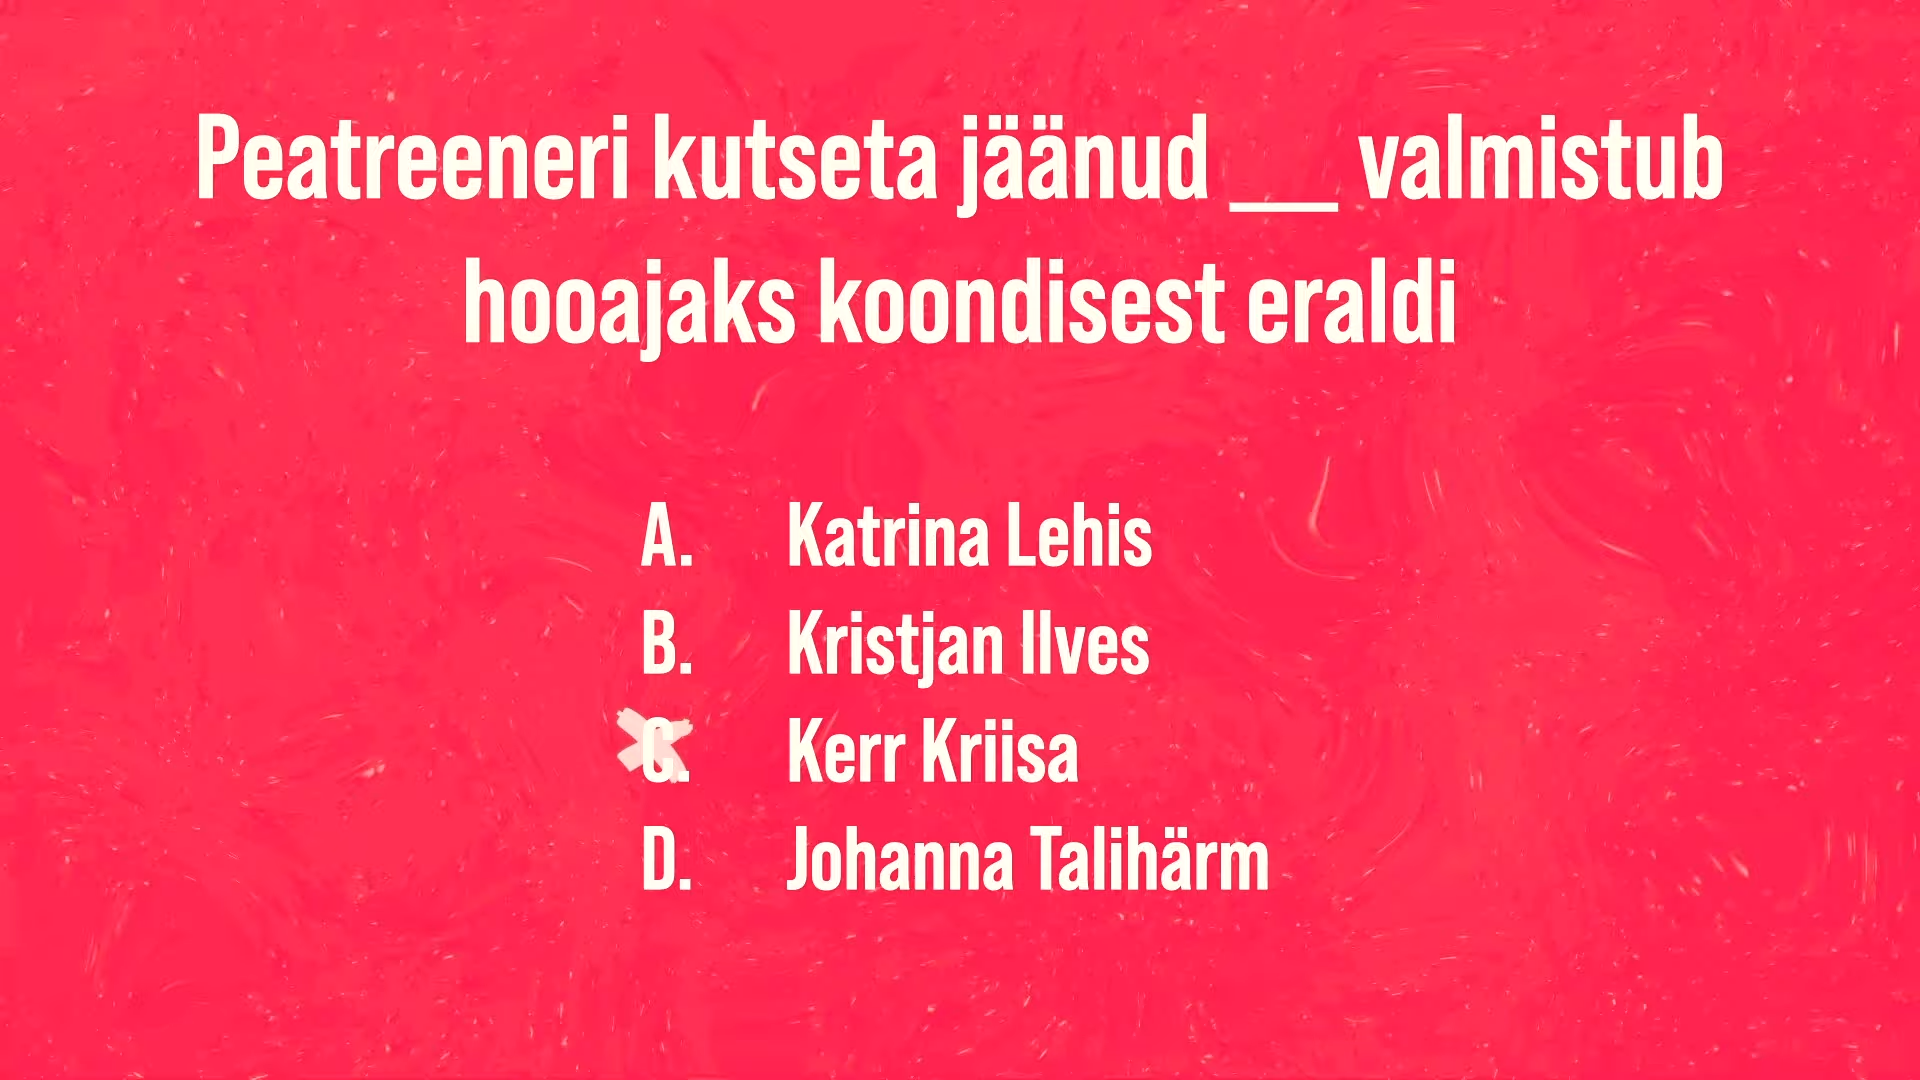 Peatreeneri kutseta jäänud __ valmistub
hooajaks koondisest eraldi
A. Katrina Lehis
B. Kristjan Ilves
C. Kerr Kriisa
D. Johanna Talihärm